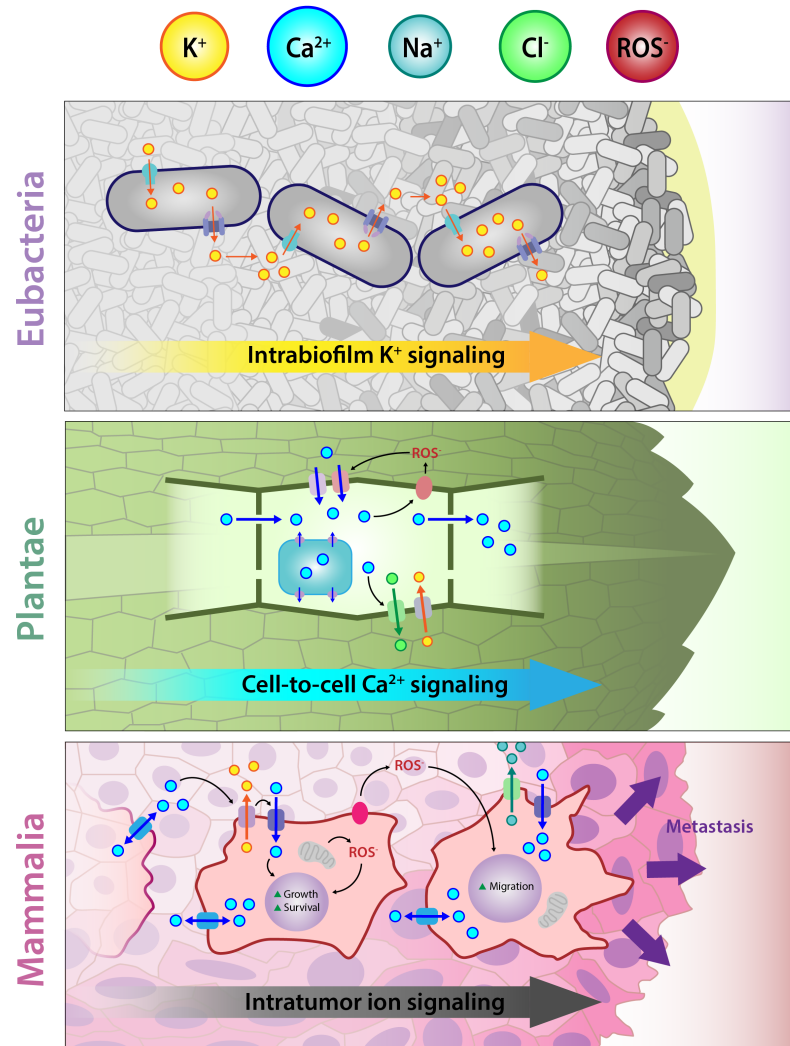 K⁺
Ca²⁺
Na⁺
Cl⁻
ROS⁻
Eubacteria
Intrabiofilm K⁺ signaling
Plantae
ROS⁻
Cell-to-cell Ca²⁺ signaling
Mammalia
ROS⁻
Metastasis
ROS⁻
Growth
Survival
Migration
Intratumor ion signaling